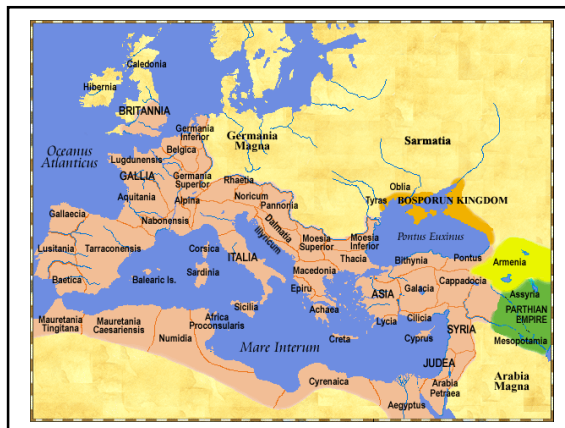 Caledonia
Hibernia
BRITANNIA
Germania
Inferior
Germania
Magna
Sarmatia
Oceanus
Atlanticus
Belgica
Lugdunensis
GALLIA
Germania
Superior
Rhaetia
Aquitania
Alpina
Noricum
Pannonia
Oblia
Tyras
BOSPORUN KINGDOM
Gallaecia
Nabonensis
Dalmatia
Illyricum
Moesia
Superior
Moesia
Inferior
Pontus Euxinus
Lusitania
Tarraconensis
Corsica
ITALIA
Thacia
Bithynia
Pontus
Armenia
Baetica
Balearic Is.
Sardinia
Macedonia
Epiru
ASIA
Galacia
Cappadocia
Assyria
PARTHIAN
EMPIRE
Mesopotamia
Mauretania
Tingitana
Mauretania
Caesariensis
Numidia
Africa
Proconsularis
Sicilia
Achaea
Lycia
Cilicia
Cyprus
SYRIA
Mare Interum
Creta
JUDEA
Cyrenaica
Aegyptus
Arabia
Petraea
Arabia
Magna